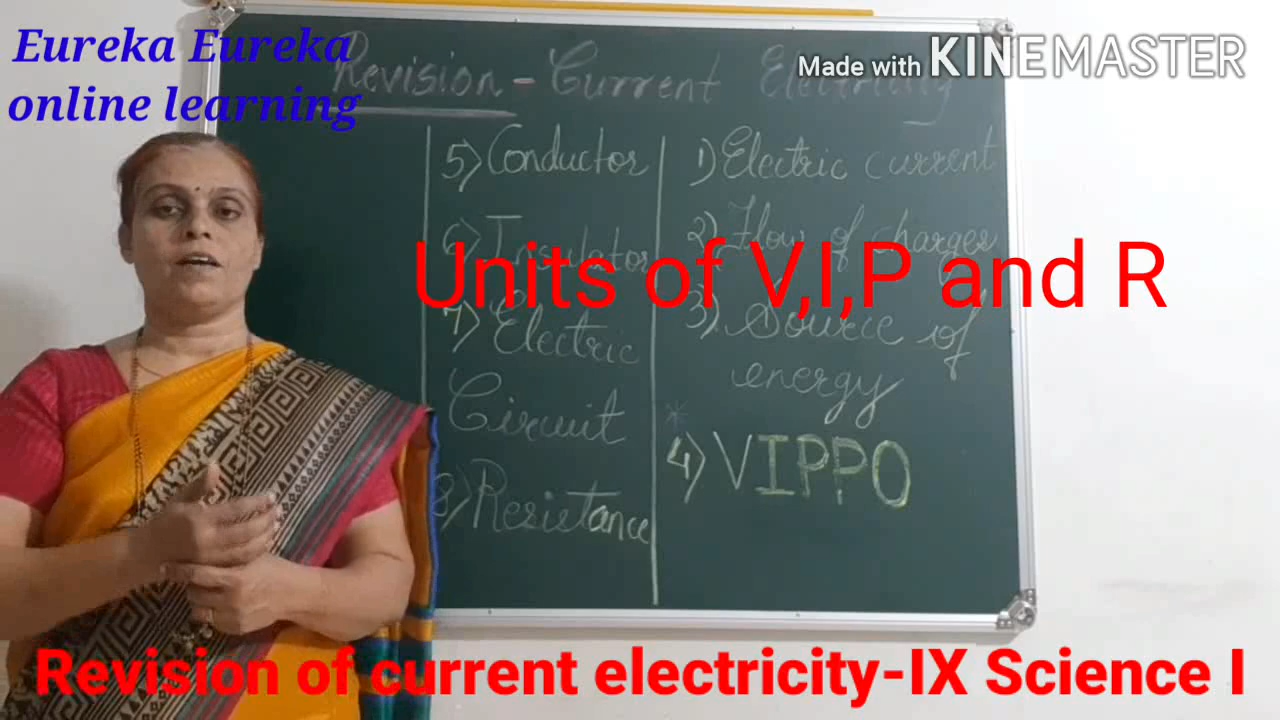 Eureka Eureka
online learning
Made with KINEMASTER
Revision - Current Electricity
5) Conductor
6) Insulator
7) Electric
Circuit
8) Resistance
1) Electric current
2) Flow of charges
3) Source of
energy
4) VIPPO
Units of V,I,P and R
Revision of current electricity-IX Science I